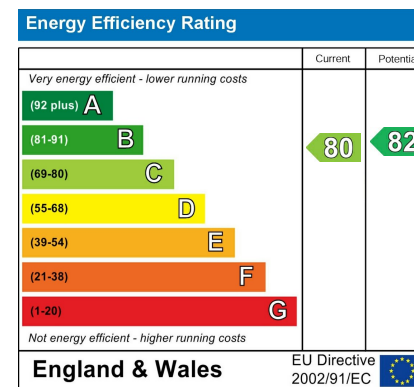 Energy Efficiency Rating
Current Potentia
Very energy efficient - lower running costs
(92 plus) A
(81-91) B
(69-80) C
(55-68) D
(39-54) E
(21-38) F
(1-20) G
80
82
Not energy efficient - higher running costs
England & Wales
EU Directive
2002/91/EC